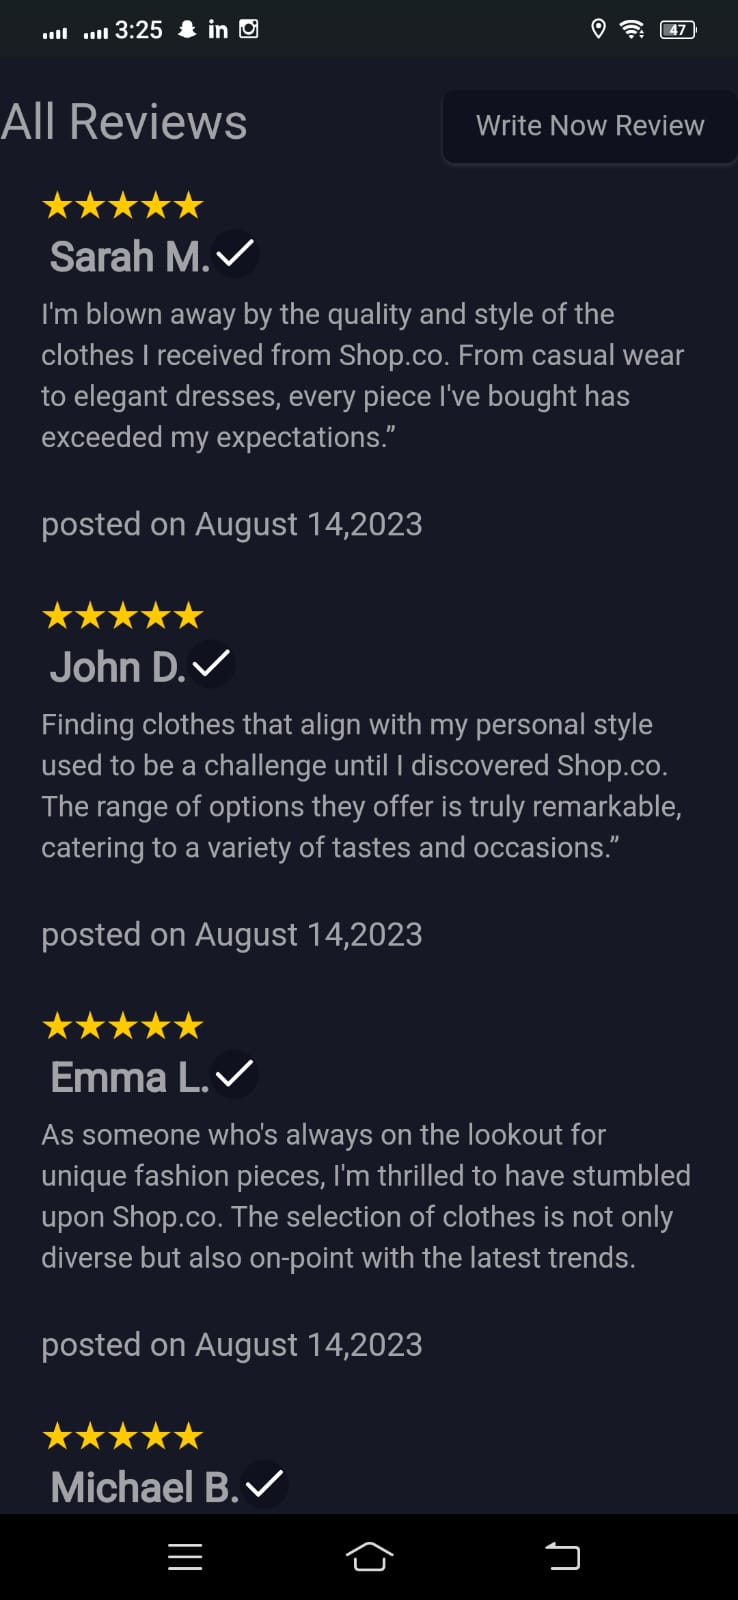 3:25
47
All Reviews
Write Now Review
Sarah M.
I'm blown away by the quality and style of the
clothes I received from Shop.co. From casual wear
to elegant dresses, every piece I've bought has
exceeded my expectations.”
posted on August 14,2023
John D.
Finding clothes that align with my personal style
used to be a challenge until I discovered Shop.co.
The range of options they offer is truly remarkable,
catering to a variety of tastes and occasions.”
posted on August 14,2023
Emma L.
As someone who's always on the lookout for
unique fashion pieces, I'm thrilled to have stumbled
upon Shop.co. The selection of clothes is not only
diverse but also on-point with the latest trends.
posted on August 14,2023
Michael B.